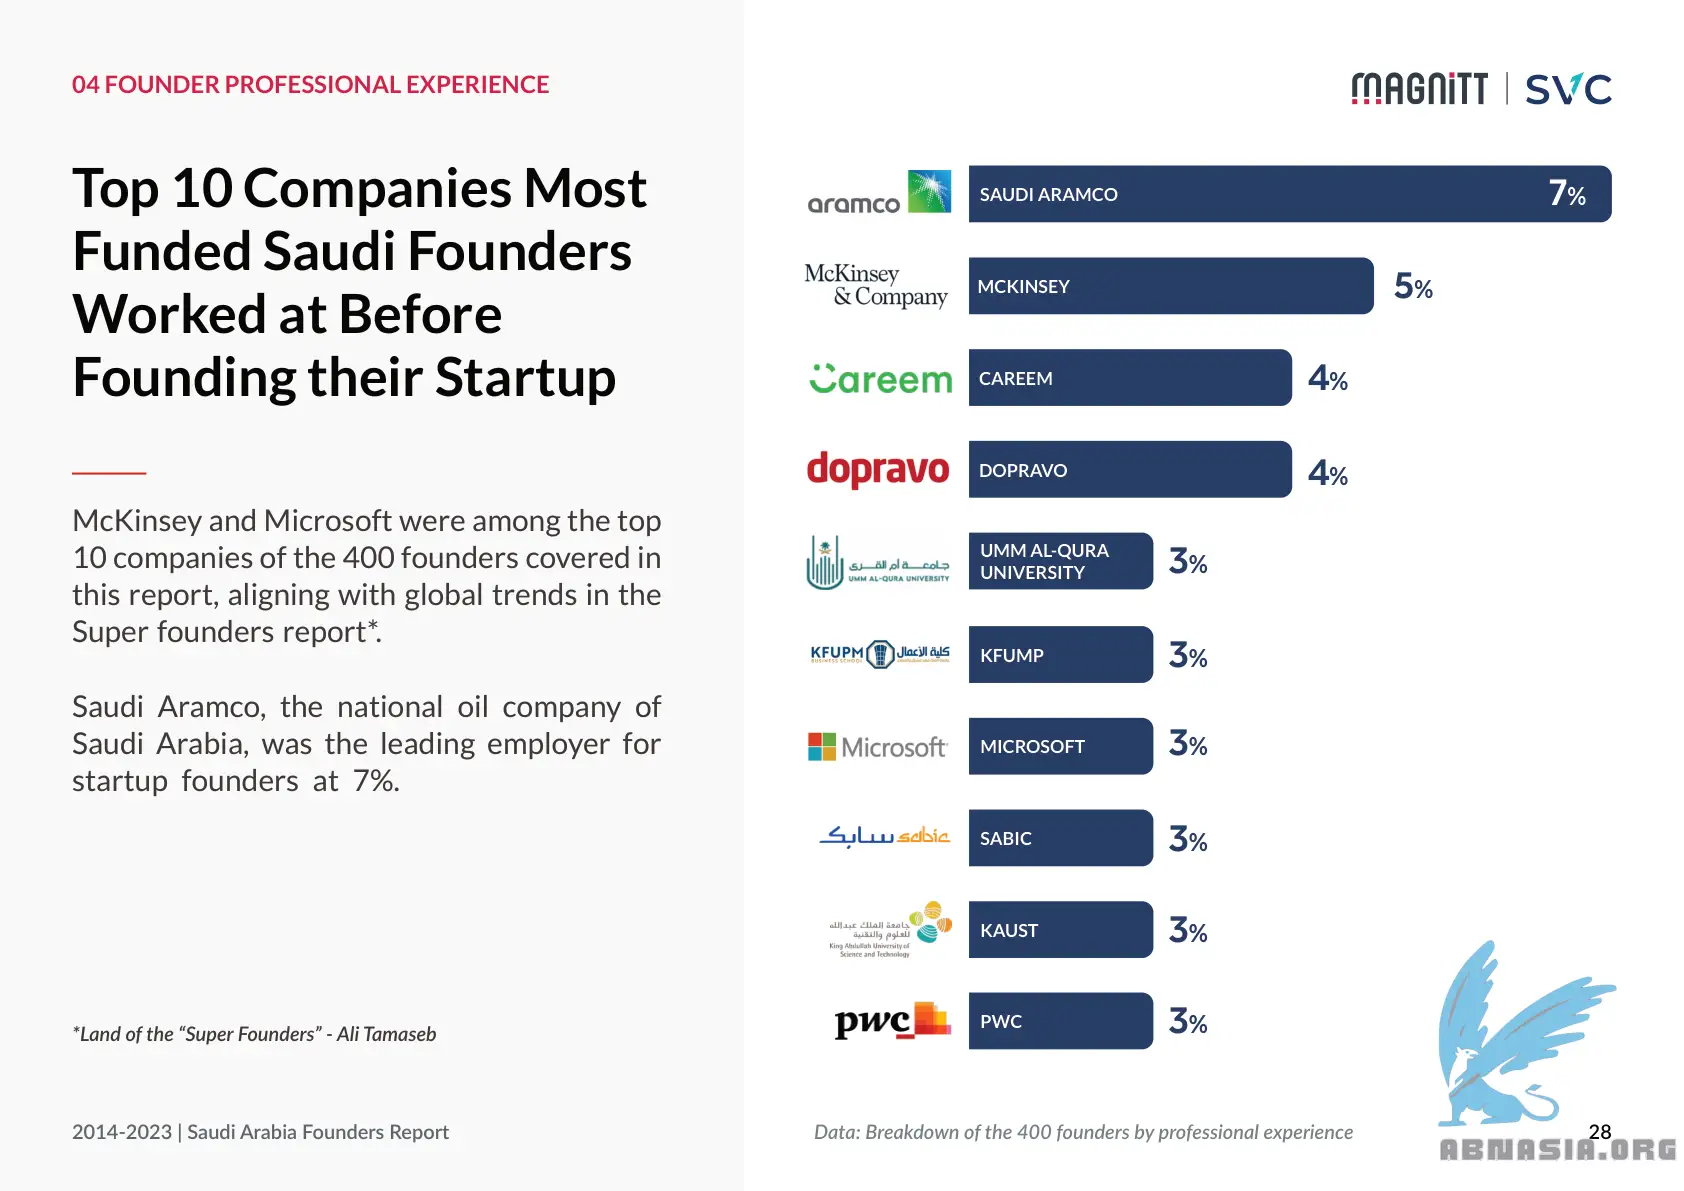 04 FOUNDER PROFESSIONAL EXPERIENCE
MAGNiTT | SVC
Top 10 Companies Most
Funded Saudi Founders
Worked at Before
Founding their Startup
McKinsey and Microsoft were among the top
10 companies of the 400 founders covered in
this report, aligning with global trends in the
Super founders report*.
Saudi Aramco, the national oil company of
Saudi Arabia, was the leading employer for
startup founders at 7%.
*Land of the “Super Founders” - Ali Tamaseb
2014-2023 | Saudi Arabia Founders Report
aramco
SAUDI ARAMCO
7%
McKinsey
& Company
MCKINSEY
5%
Careem
CAREEM
4%
dopravo
DOPRAVO
4%
جامعة أم القرى
UMM AL-QURA UNIVERSITY
UMM AL-QURA
UNIVERSITY
3%
KFUPM
BUSINESS SCHOOL
كلية الأعمال
KFUMP
3%
Microsoft
MICROSOFT
3%
سابك sabic
SABIC
3%
جامعة الملك عبدالله
للعلوم والتقنية
King Abdullah University of
Science and Technology
KAUST
3%
pwc
PWC
3%
Data: Breakdown of the 400 founders by professional experience
28
ABNASIA.ORG